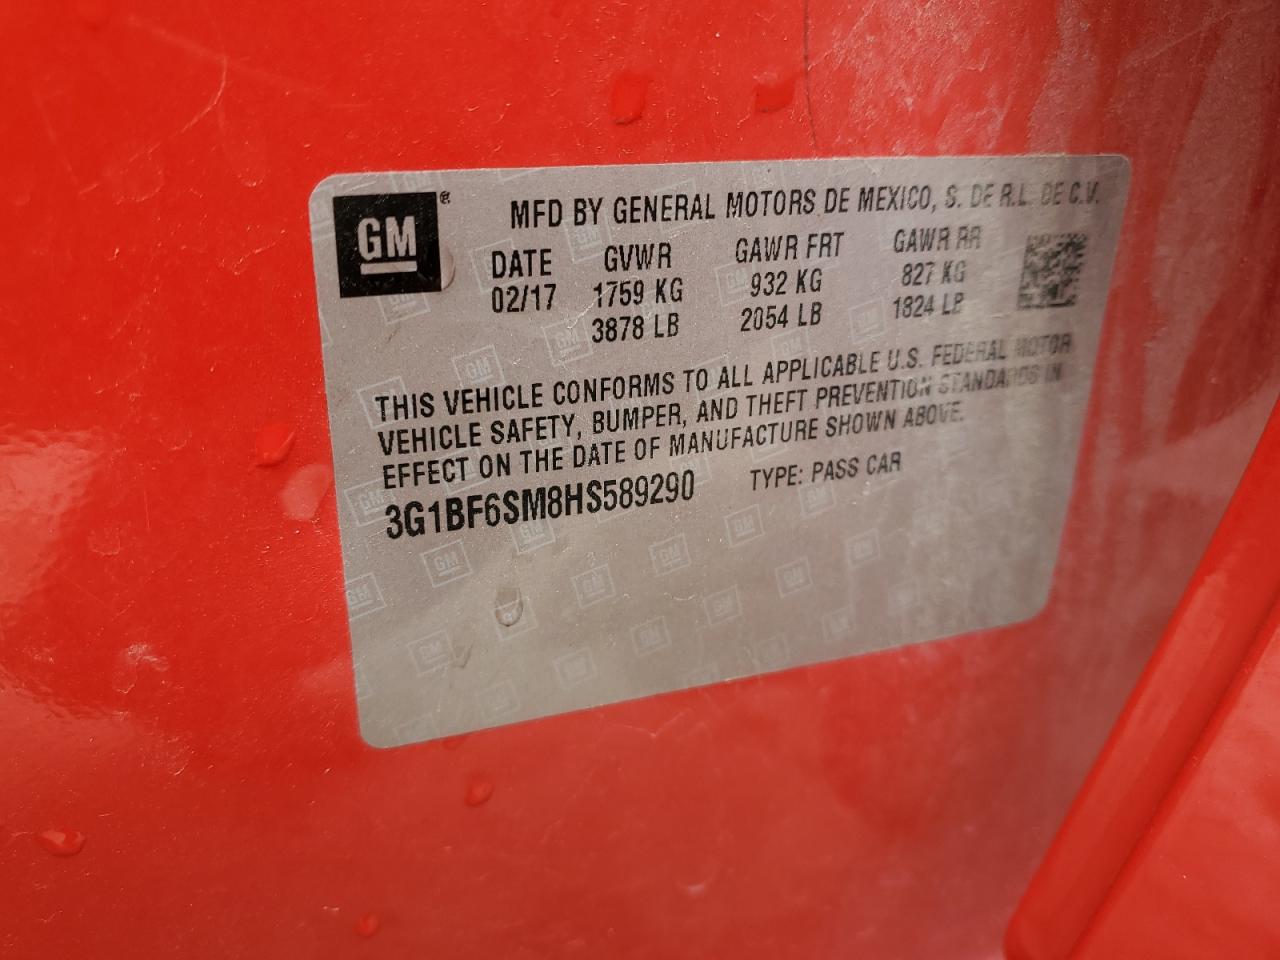 GM®
MFD BY GENERAL MOTORS DE MEXICO, S. DE R.L. DE C.V.
DATE GVWR GAWR FRT GAWR RR
02/17 1759 KG 932 KG 827 KG
3878 LB 2054 LB 1824 LB
THIS VEHICLE CONFORMS TO ALL APPLICABLE U.S. FEDERAL MOTOR
VEHICLE SAFETY, BUMPER, AND THEFT PREVENTION STANDARDS IN
EFFECT ON THE DATE OF MANUFACTURE SHOWN ABOVE.
3G1BF6SM8HS589290 TYPE: PASS CAR